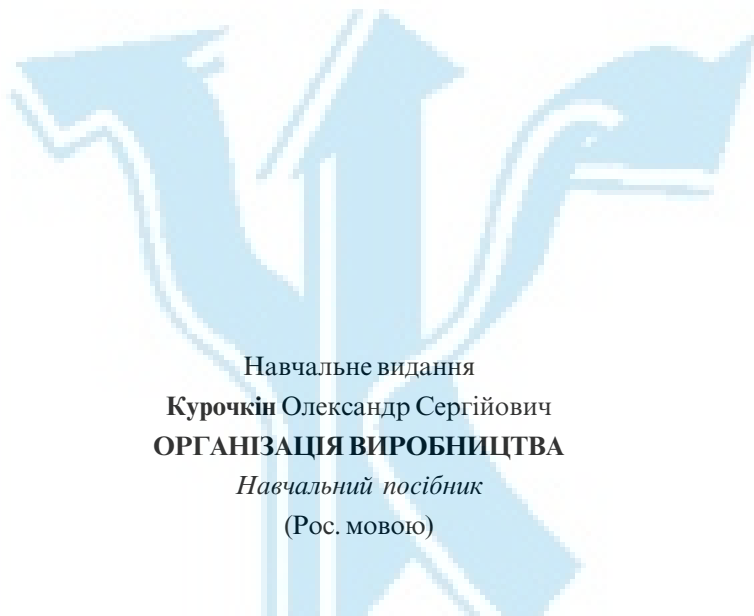 Навчальне видання
Курочкін Олександр Сергійович
ОРГАНІЗАЦІЯ ВИРОБНИЦТВА
Навчальний посібник
(Рос. мовою)